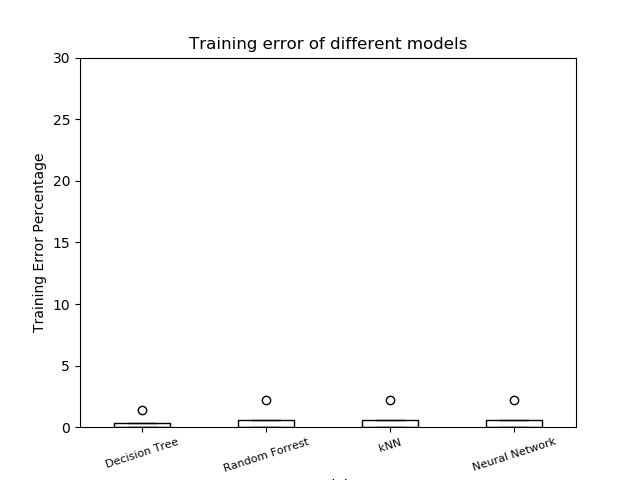 Training error of different models
30
25
20
15
10
5
0
Training Error Percentage
Decision Tree
Random Forrest
kNN
Neural Network